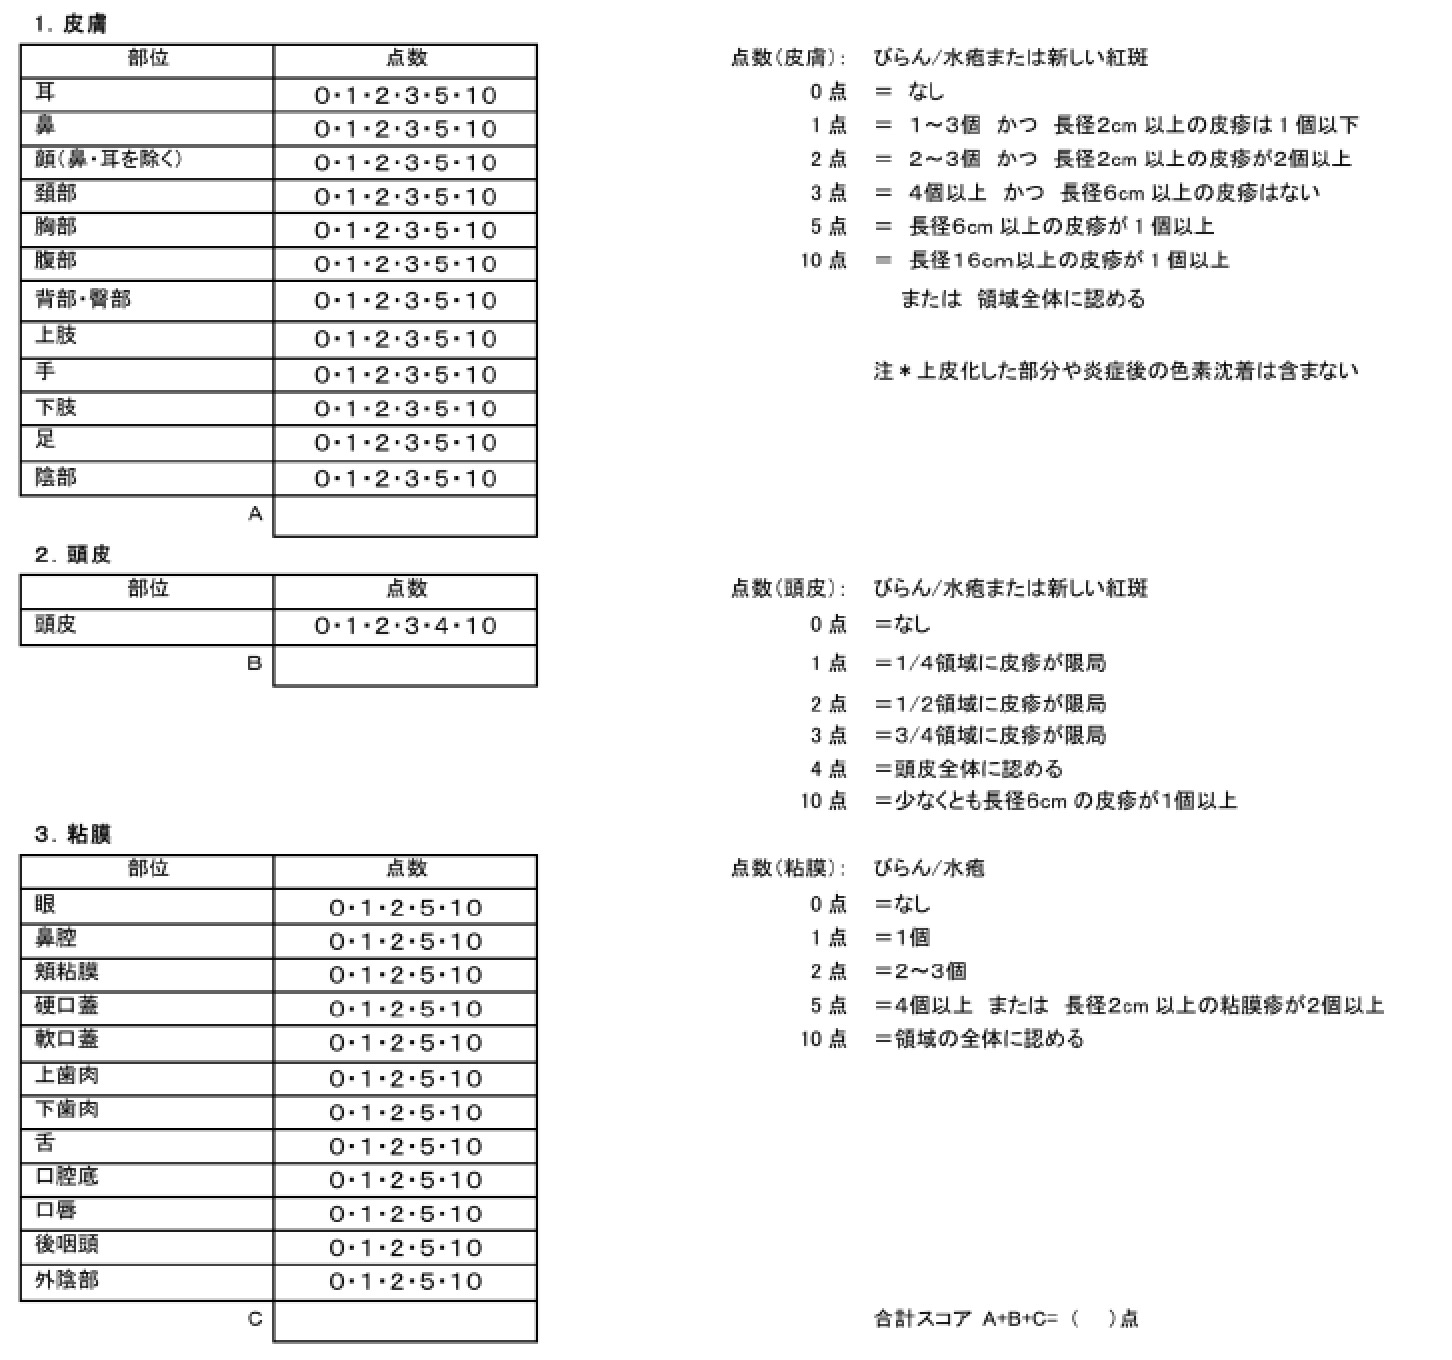 1．皮膚
部位　点数
耳　0・1・2・3・5・10
鼻　0・1・2・3・5・10
顔（鼻・耳を除く）　0・1・2・3・5・10
頚部　0・1・2・3・5・10
胸部　0・1・2・3・5・10
腹部　0・1・2・3・5・10
背部・臀部　0・1・2・3・5・10
上肢　0・1・2・3・5・10
手　0・1・2・3・5・10
下肢　0・1・2・3・5・10
足　0・1・2・3・5・10
陰部　0・1・2・3・5・10
A
点数（皮膚）：　びらん/水疱または新しい紅斑
0 点　＝　なし
1 点　＝　1～3個　かつ　長径2cm 以上の皮疹は 1 個以下
2 点　＝　2～3個　かつ　長径2cm 以上の皮疹が2個以上
3 点　＝　4個以上　かつ　長径6cm 以上の皮疹はない
5 点　＝　長径6cm 以上の皮疹が 1 個以上
10 点　＝　長径16cm以上の皮疹が 1 個以上
または　領域全体に認める
注＊上皮化した部分や炎症後の色素沈着は含まない
2．頭皮
部位　点数
頭皮　0・1・2・3・4・10
B
点数（頭皮）：　びらん/水疱または新しい紅斑
0 点　＝なし
1 点　＝1/4領域に皮疹が限局
2 点　＝1/2領域に皮疹が限局
3 点　＝3/4領域に皮疹が限局
4 点　＝頭皮全体に認める
10 点　＝少なくとも長径6cm の皮疹が1個以上
3．粘膜
部位　点数
眼　0・1・2・5・10
鼻腔　0・1・2・5・10
頬粘膜　0・1・2・5・10
硬口蓋　0・1・2・5・10
軟口蓋　0・1・2・5・10
上歯肉　0・1・2・5・10
下歯肉　0・1・2・5・10
舌　0・1・2・5・10
口腔底　0・1・2・5・10
口唇　0・1・2・5・10
後咽頭　0・1・2・5・10
外陰部　0・1・2・5・10
C
点数（粘膜）：　びらん/水疱
0 点　＝なし
1 点　＝1個
2 点　＝2～3個
5 点　＝4個以上　または　長径2cm 以上の粘膜疹が2個以上
10 点　＝領域の全体に認める
合計スコア　A+B+C=（　）点